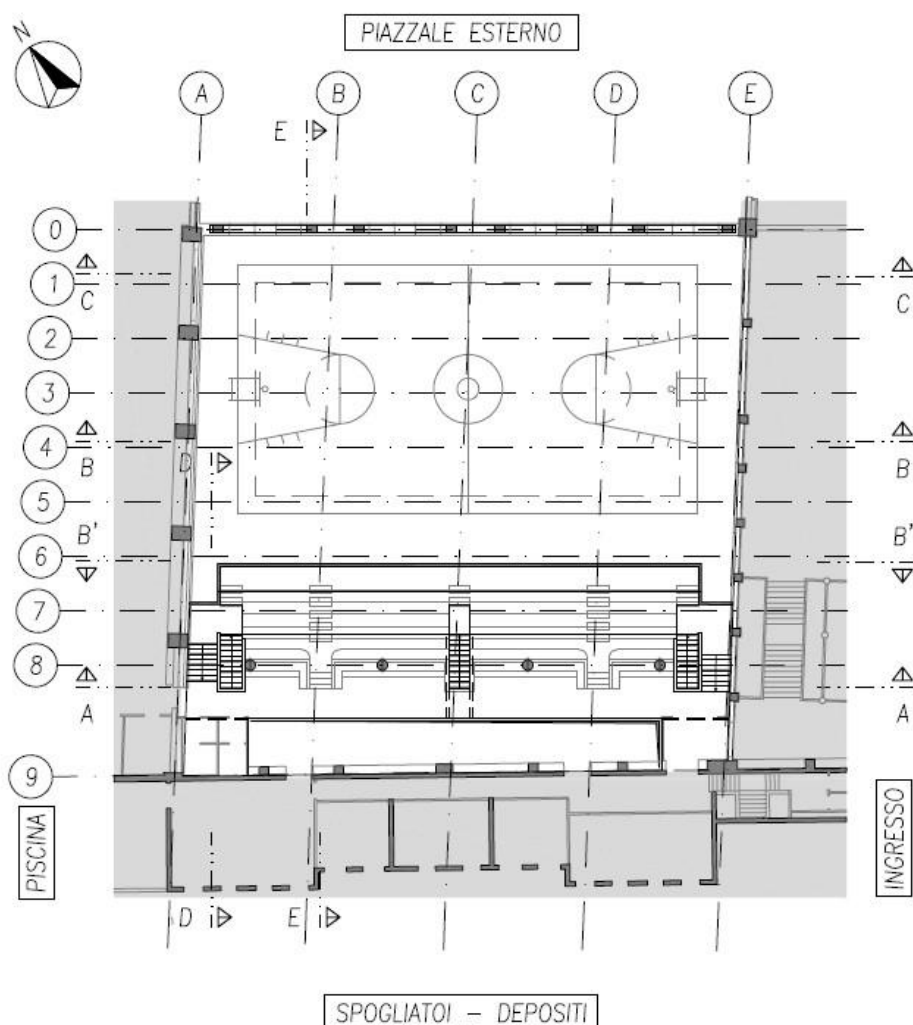 PIAZZALE ESTERNO
N
A B C D E
E
0
1
C C
2
3
4
B B
D
5
B' B'
6
7
8
A A
9
PISCINA
INGRESSO
D E
SPOGLIATOI – DEPOSITI